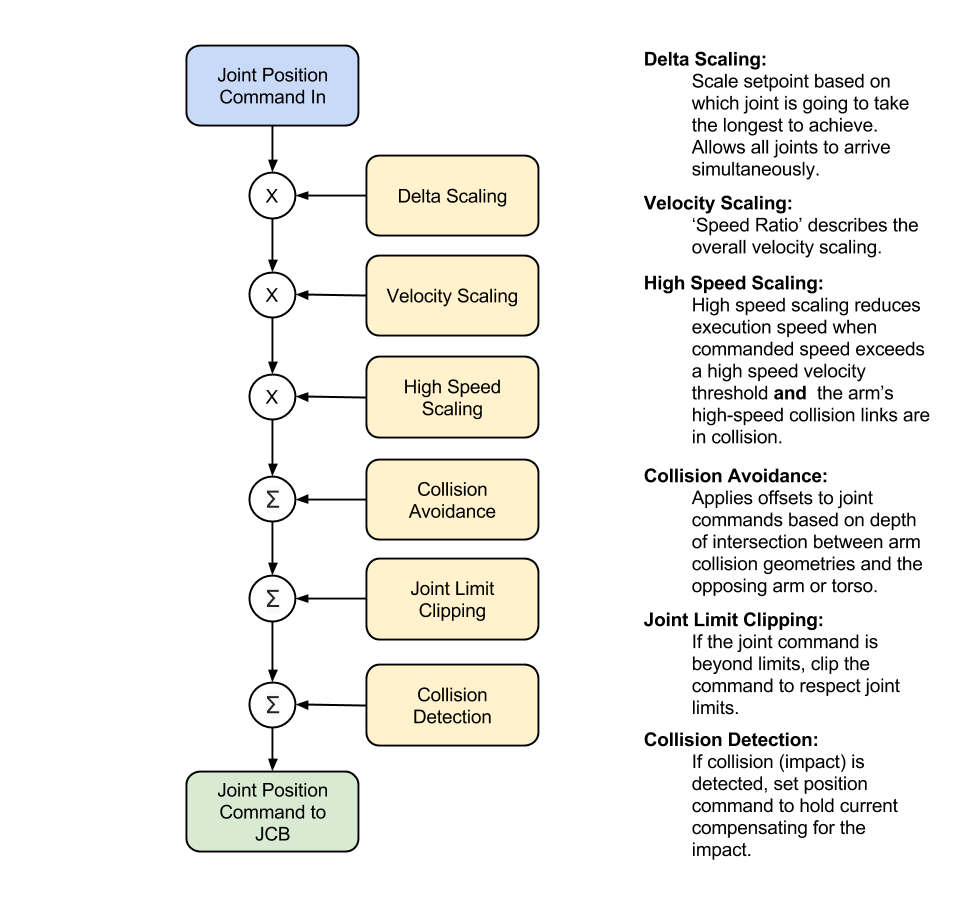 Joint Position
Command In
X
Delta Scaling
X
Velocity Scaling
X
High Speed
Scaling
Σ
Collision
Avoidance
Σ
Joint Limit
Clipping
Σ
Collision
Detection
Joint Position
Command to
JCB
Delta Scaling:
Scale setpoint based on
which joint is going to take
the longest to achieve.
Allows all joints to arrive
simultaneously.
Velocity Scaling:
‘Speed Ratio’ describes the
overall velocity scaling.
High Speed Scaling:
High speed scaling reduces
execution speed when
commanded speed exceeds
a high speed velocity
threshold and the arm’s
high-speed collision links are
in collision.
Collision Avoidance:
Applies offsets to joint
commands based on depth
of intersection between arm
collision geometries and the
opposing arm or torso.
Joint Limit Clipping:
If the joint command is
beyond limits, clip the
command to respect joint
limits.
Collision Detection:
If collision (impact) is
detected, set position
command to hold current
compensating for the
impact.